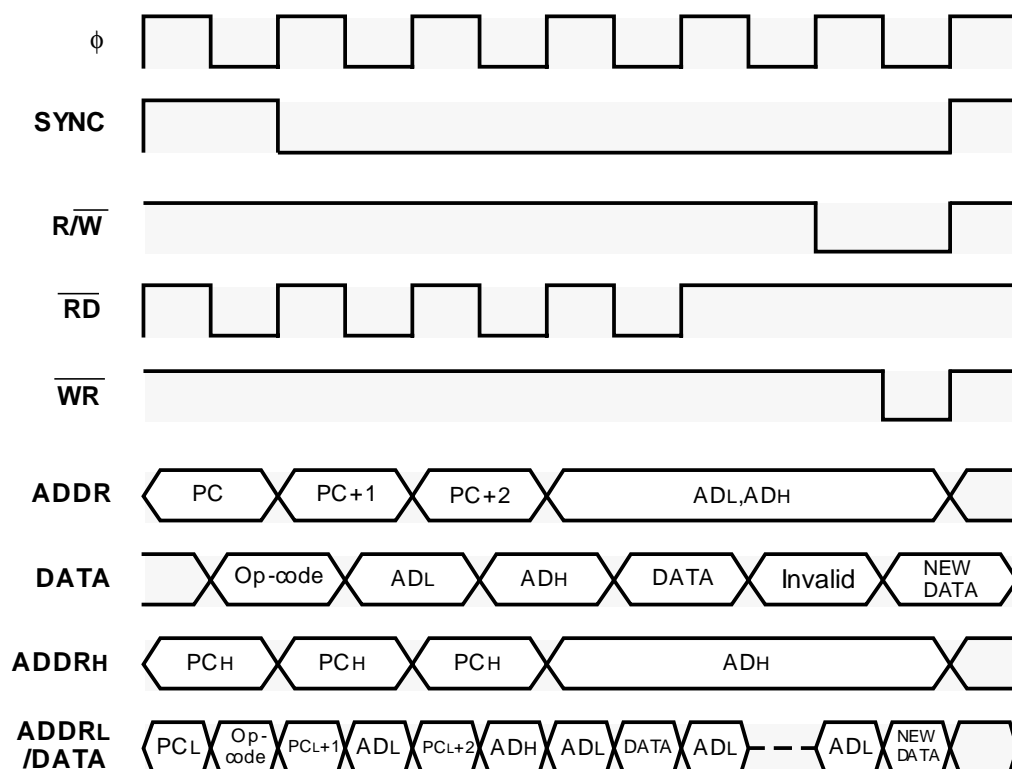 ϕ
SYNC
R/W̅
R̅D̅
W̅R̅
ADDR PC PC+1 PC+2 ADL,ADH
DATA Op-code ADL ADH DATA Invalid NEW
DATA
ADDRH PCH PCH PCH ADH
ADDRL
/DATA PCL Op-
code PCL+1 ADL PCL+2 ADH ADL DATA ADL ADL NEW
DATA